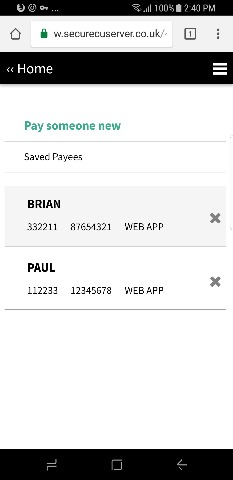 100% 2:40 PM
w.securecuserver.co.uk/
1
‹‹ Home
Pay someone new
Saved Payees
BRIAN
332211 87654321 WEB APP
PAUL
112233 12345678 WEB APP